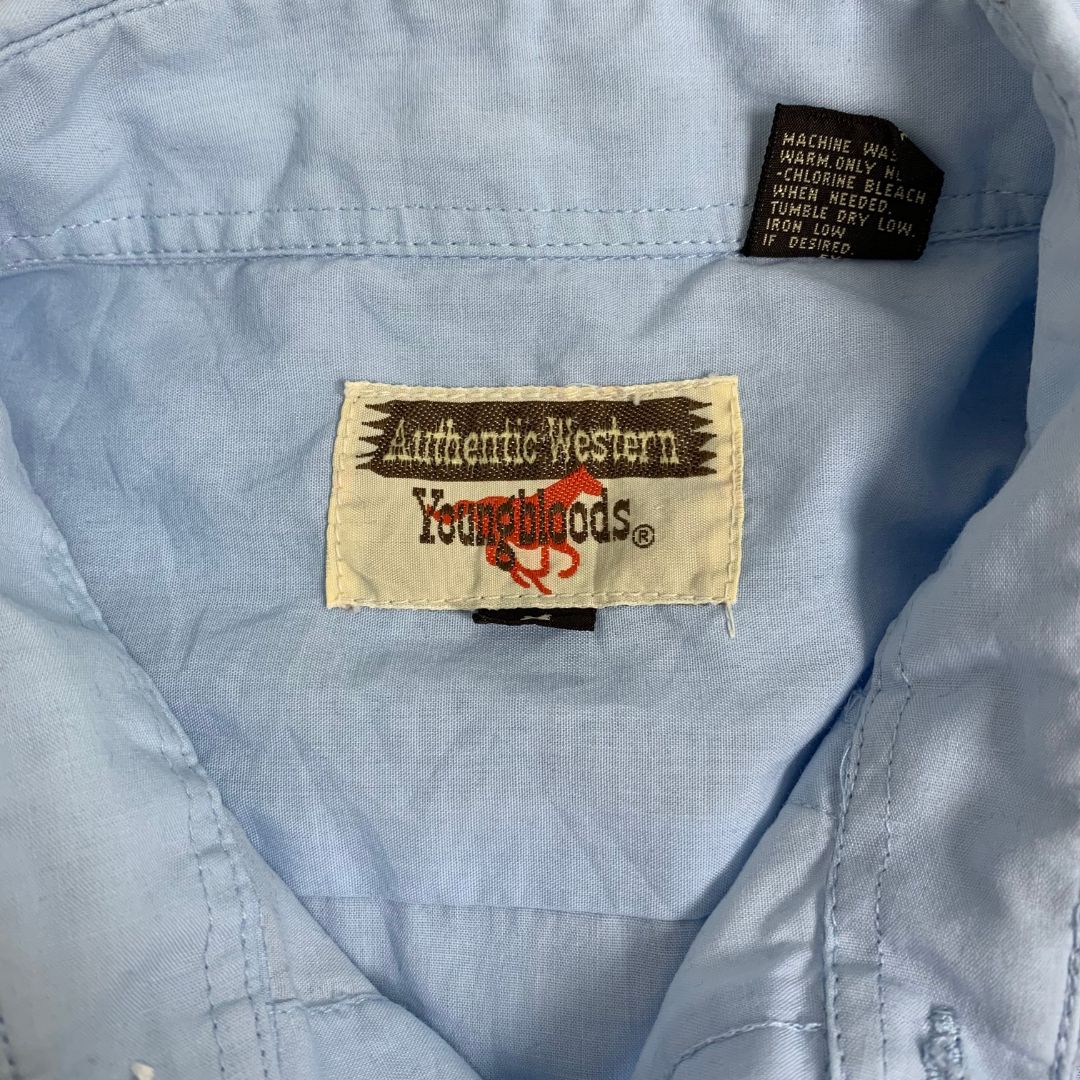 MACHINE WAS
WARM. ONLY N
-CHLORINE BLEACH
WHEN NEEDED.
TUMBLE DRY LOW.
IRON LOW
IF DESIRED.
Authentic Western
Youngbloods®